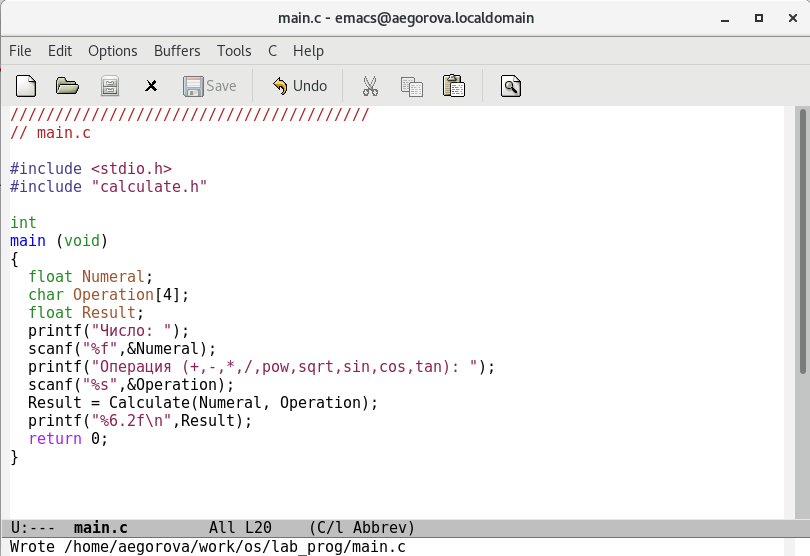 main.c - emacs@aegorova.localdomain
File Edit Options Buffers Tools C Help
Save Undo
////////////////////////////////////////
// main.c
#include <stdio.h>
#include "calculate.h"
int
main (void)
{
  float Numeral;
  char Operation[4];
  float Result;
  printf("Число: ");
  scanf("%f",&Numeral);
  printf("Операция (+,-,*,/,pow,sqrt,sin,cos,tan): ");
  scanf("%s",&Operation);
  Result = Calculate(Numeral, Operation);
  printf("%6.2f\n",Result);
  return 0;
}
U:--- main.c All L20 (C/l Abbrev)
Wrote /home/aegorova/work/os/lab_prog/main.c